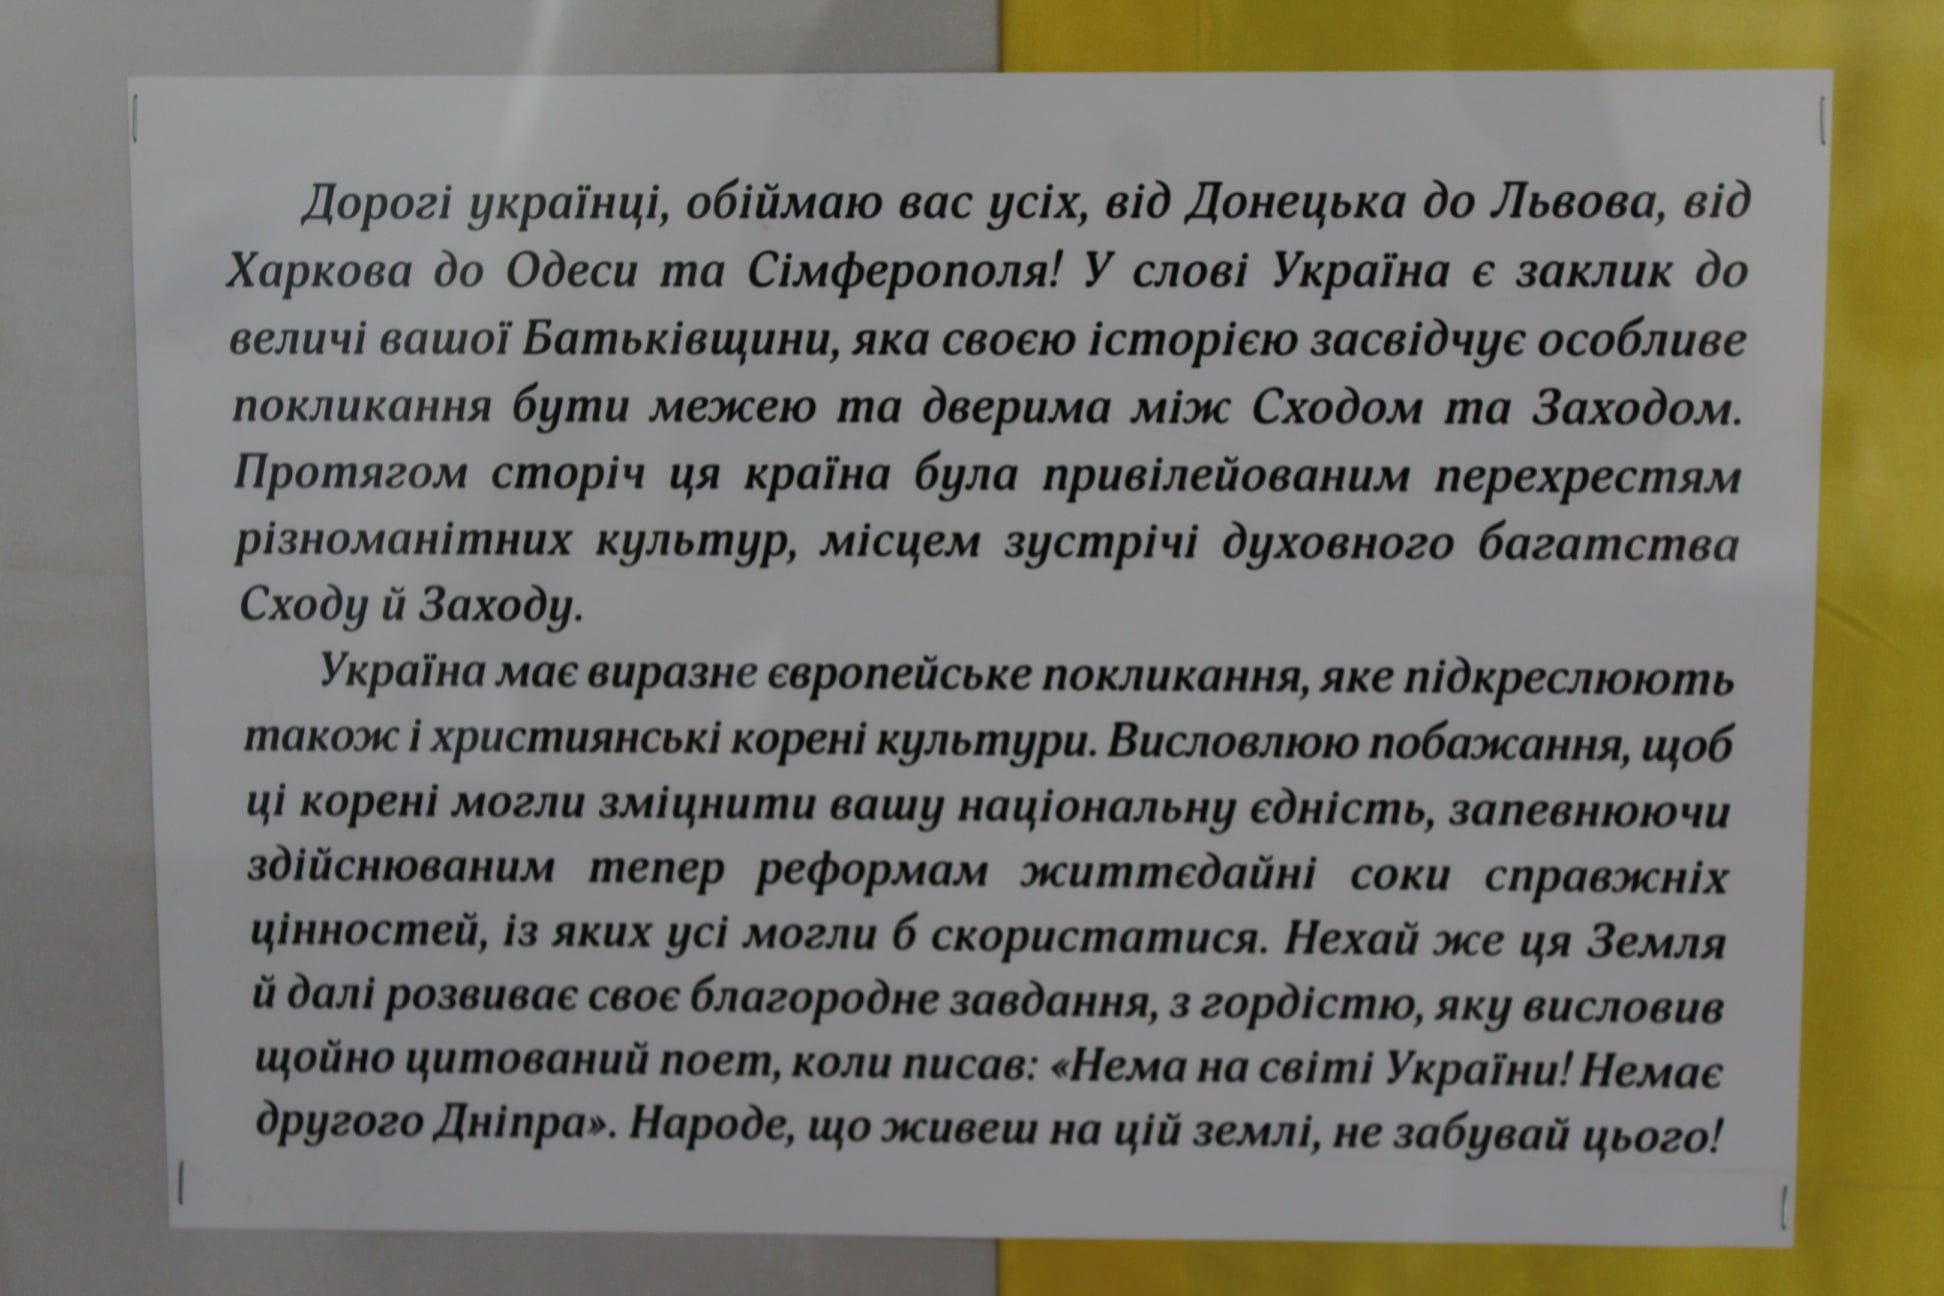 Дорогі українці, обіймаю вас усіх, від Донецька до Львова, від
Харкова до Одеси та Сімферополя! У слові Україна є заклик до
величі вашої Батьківщини, яка своєю історією засвідчує особливе
покликання бути межею та дверима між Сходом та Заходом.
Протягом сторіч ця країна була привілейованим перехрестям
різноманітних культур, місцем зустрічі духовного багатства
Сходу й Заходу.
Україна має виразне європейське покликання, яке підкреслюють
також і християнські корені культури. Висловлюю побажання, щоб
ці корені могли зміцнити вашу національну єдність, запевнюючи
здійснюваним тепер реформам життєдайні соки справжніх
цінностей, із яких усі могли б скористатися. Нехай же ця Земля
й далі розвиває своє благородне завдання, з гордістю, яку висловив
щойно цитований поет, коли писав: «Нема на світі України! Немає
другого Дніпра». Народе, що живеш на цій землі, не забувай цього!